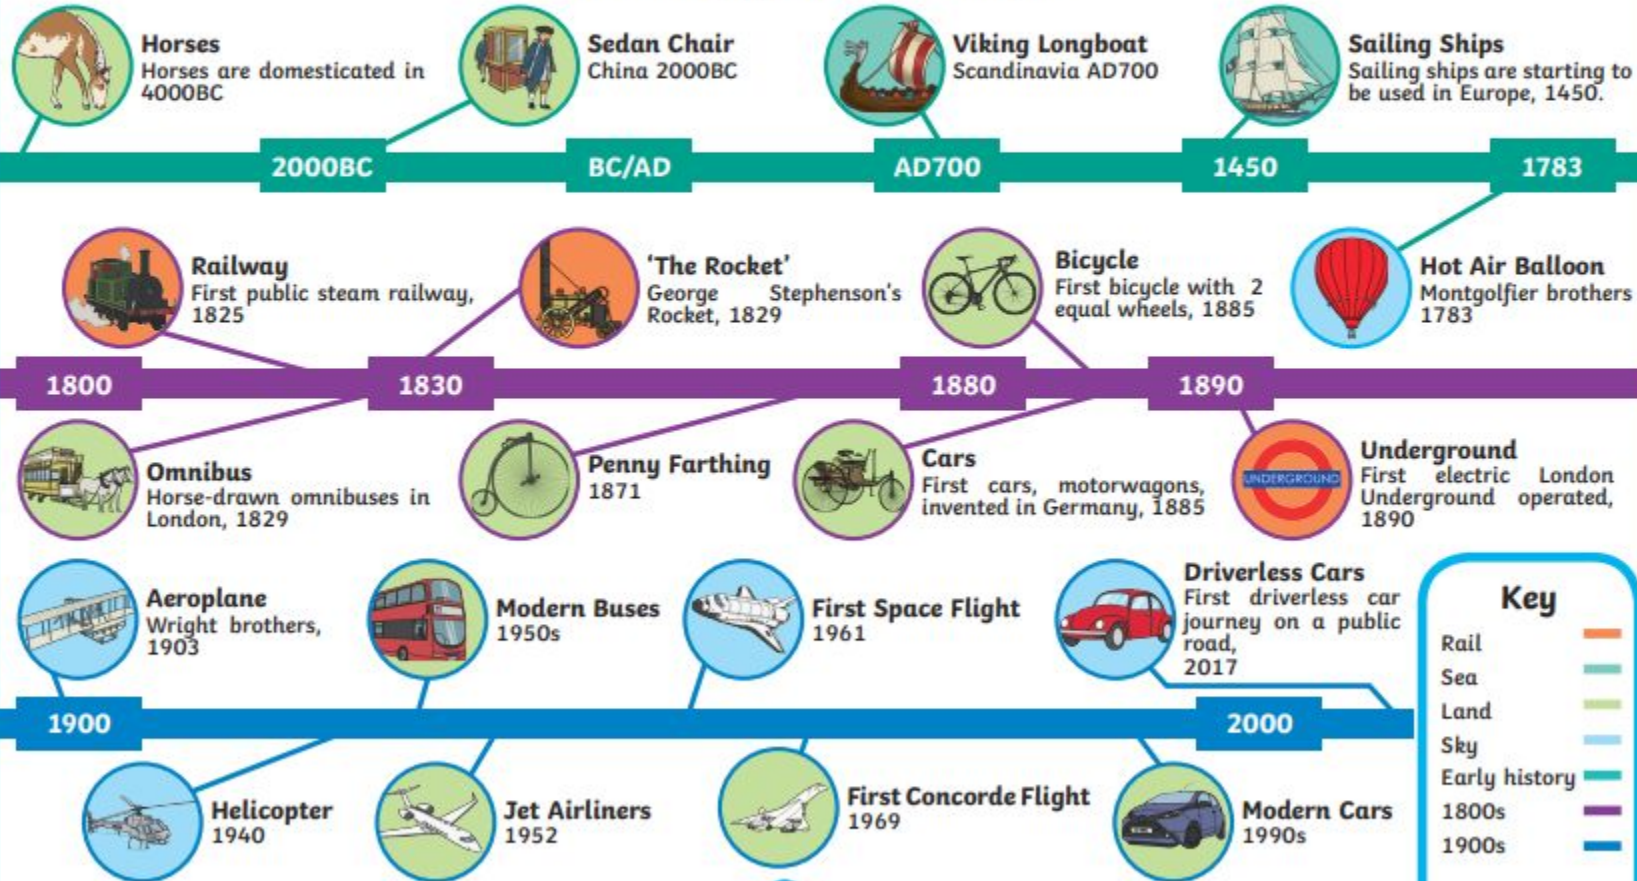 Horses
Horses are domesticated in
4000BC
Sedan Chair
China 2000BC
Viking Longboat
Scandinavia AD700
Sailing Ships
Sailing ships are starting to
be used in Europe, 1450.
2000BC
BC/AD
AD700
1450
1783
Railway
First public steam railway,
1825
'The Rocket'
George Stephenson's
Rocket, 1829
Bicycle
First bicycle with 2
equal wheels, 1885
Hot Air Balloon
Montgolfier brothers
1783
1800
1830
1880
1890
Omnibus
Horse-drawn omnibuses in
London, 1829
Penny Farthing
1871
Cars
First cars, motorwagons,
invented in Germany, 1885
UNDERGROUND
Underground
First electric London
Underground operated,
1890
Aeroplane
Wright brothers,
1903
Modern Buses
1950s
First Space Flight
1961
Driverless Cars
First driverless car
journey on a public
road,
2017
1900
2000
Helicopter
1940
Jet Airliners
1952
First Concorde Flight
1969
Modern Cars
1990s
Key
Rail
Sea
Land
Sky
Early history
1800s
1900s